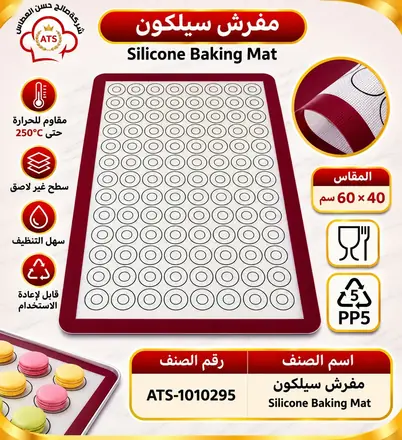 شركة صالح حسن العطاس
ATS
مفرش سيلكون
Silicone Baking Mat
مقاوم للحرارة
حتى 250°C
سطح غير لاصق
سهل التنظيف
قابل لإعادة
الاستخدام
المقاس
40 × 60 سم
5
PP5
اسم الصنف
رقم الصنف
مفرش سيلكون
Silicone Baking Mat
ATS-1010295